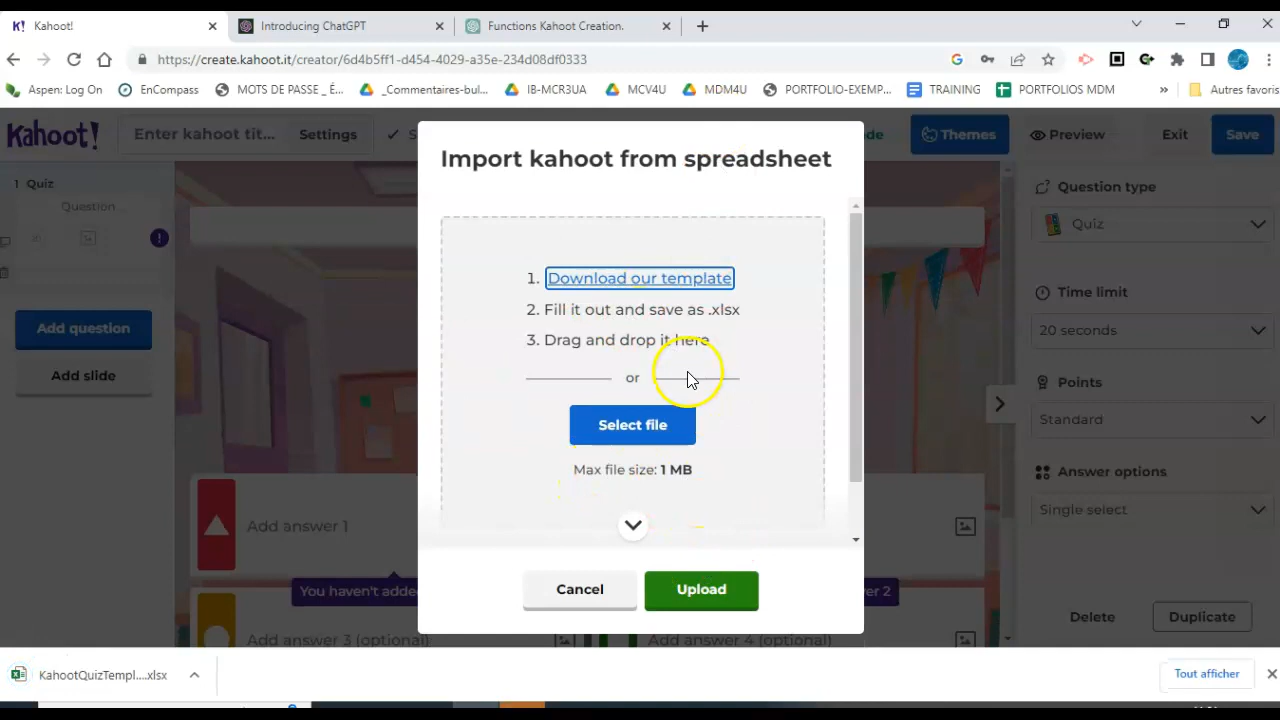 Kahoot!
Introducing ChatGPT
Functions Kahoot Creation.
https://create.kahoot.it/creator/6d4b5ff1-d454-4029-a35e-234d08df0333
Aspen: Log On
EnCompass
MOTS DE PASSE _ É...
_Commentaires-bul...
IB-MCR3UA
MCV4U
MDM4U
PORTFOLIO-EXEMP...
TRAINING
PORTFOLIOS MDM
»
Autres favoris
Kahoot!
Enter kahoot tit...
Settings
Themes
Preview
Exit
Save
Import kahoot from spreadsheet
1 Quiz
Question
Add question
Add slide
1. Download our template
2. Fill it out and save as .xlsx
3. Drag and drop it here
or
Select file
Max file size: 1 MB
Cancel
Upload
Add answer 1
You haven't adde
er 2
Add answer 3 (optional)
Add answer 4 (optional)
Question type
Quiz
Time limit
20 seconds
Points
Standard
Answer options
Single select
Delete
Duplicate
KahootQuizTempl....xlsx
Tout afficher